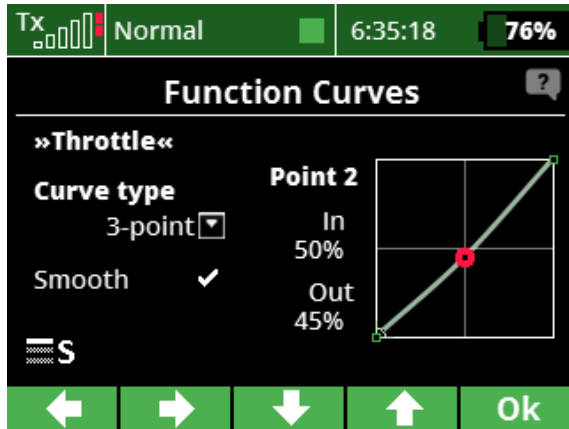 Tx Normal 6:35:18 76%
Function Curves ?
»Throttle«
Curve type
3-point
Smooth
Point 2
In
50%
Out
45%
S
Ok